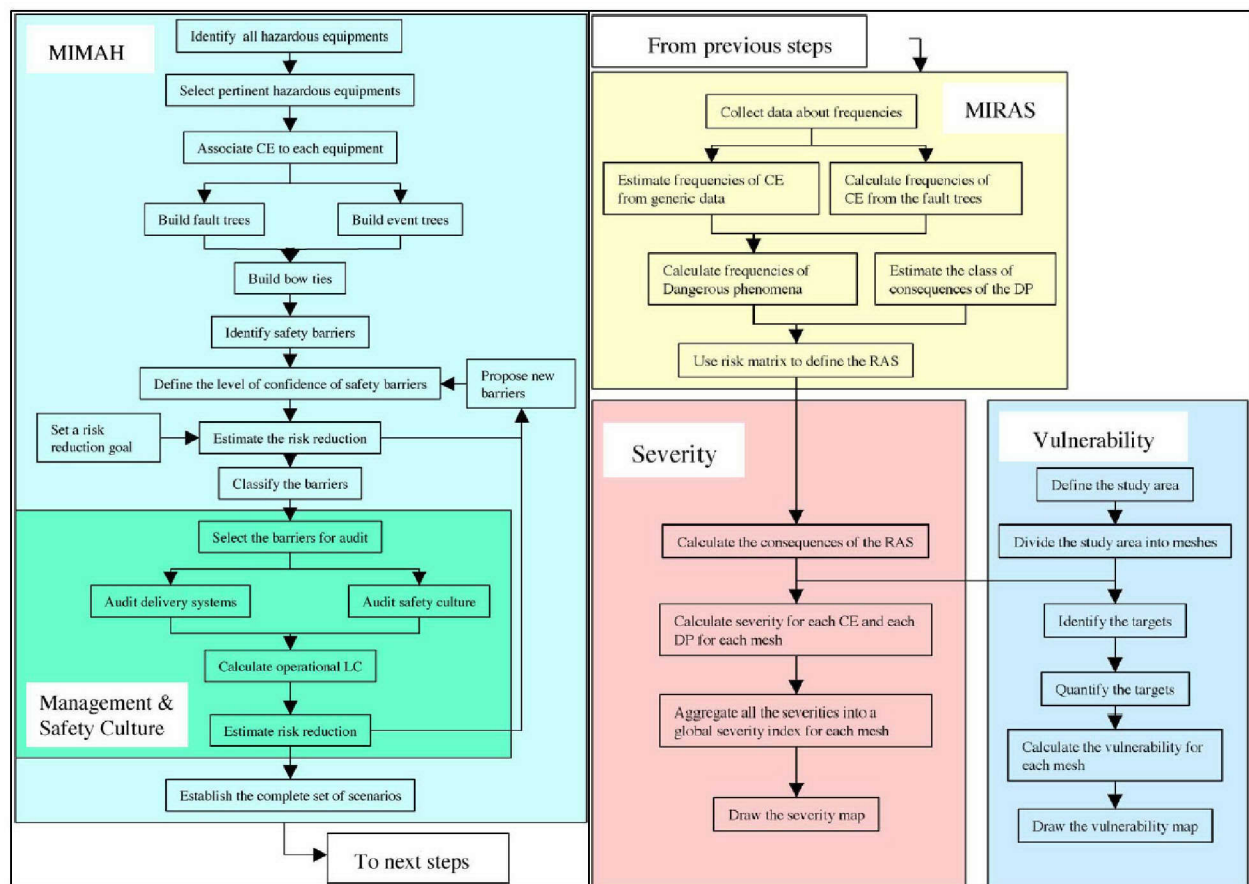 MIMAH
Identify all hazardous equipments
Select pertinent hazardous equipments
Associate CE to each equipment
Build fault trees
Build event trees
Build bow ties
Identify safety barriers
Define the level of confidence of safety barriers
Propose new
barriers
Set a risk
reduction goal
Estimate the risk reduction
Classify the barriers
Select the barriers for audit
Audit delivery systems
Audit safety culture
Calculate operational LC
Management &
Safety Culture
Estimate risk reduction
Establish the complete set of scenarios
To next steps
From previous steps
MIRAS
Collect data about frequencies
Estimate frequencies of CE
from generic data
Calculate frequencies of
CE from the fault trees
Calculate frequencies of
Dangerous phenomena
Estimate the class of
consequences of the DP
Use risk matrix to define the RAS
Severity
Calculate the consequences of the RAS
Calculate severity for each CE and each
DP for each mesh
Aggregate all the severities into a
global severity index for each mesh
Draw the severity map
Vulnerability
Define the study area
Divide the study area into meshes
Identify the targets
Quantify the targets
Calculate the vulnerability for
each mesh
Draw the vulnerability map